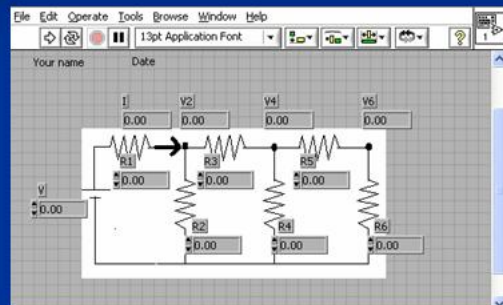 File Edit Operate Tools Browse Window Help
13pt Application Font
1
Your name Date
I V2 V4 V6
0.00 0.00 0.00 0.00
R1 R3 R5
0.00 0.00 0.00
V
0.00
R2 R4 R6
0.00 0.00 0.00